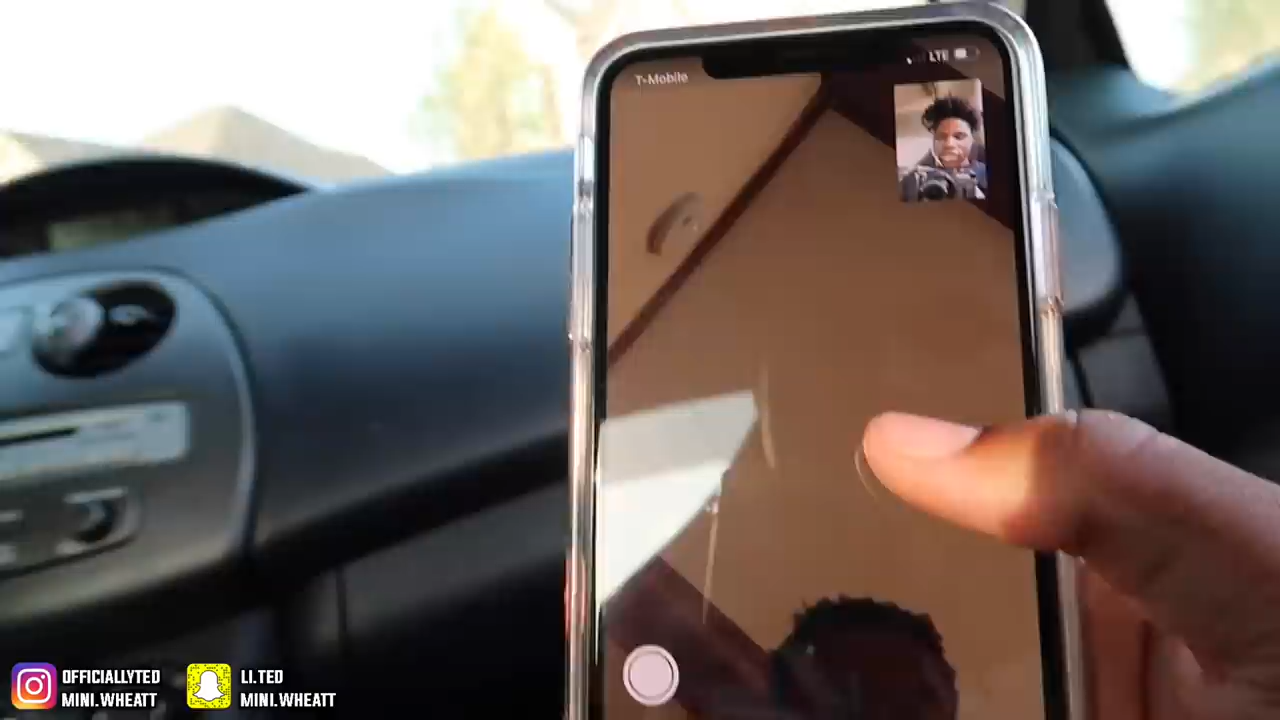 T-Mobile
LTE
OFFICIALLYTED
MINI.WHEATT
LI.TED
MINI.WHEATT